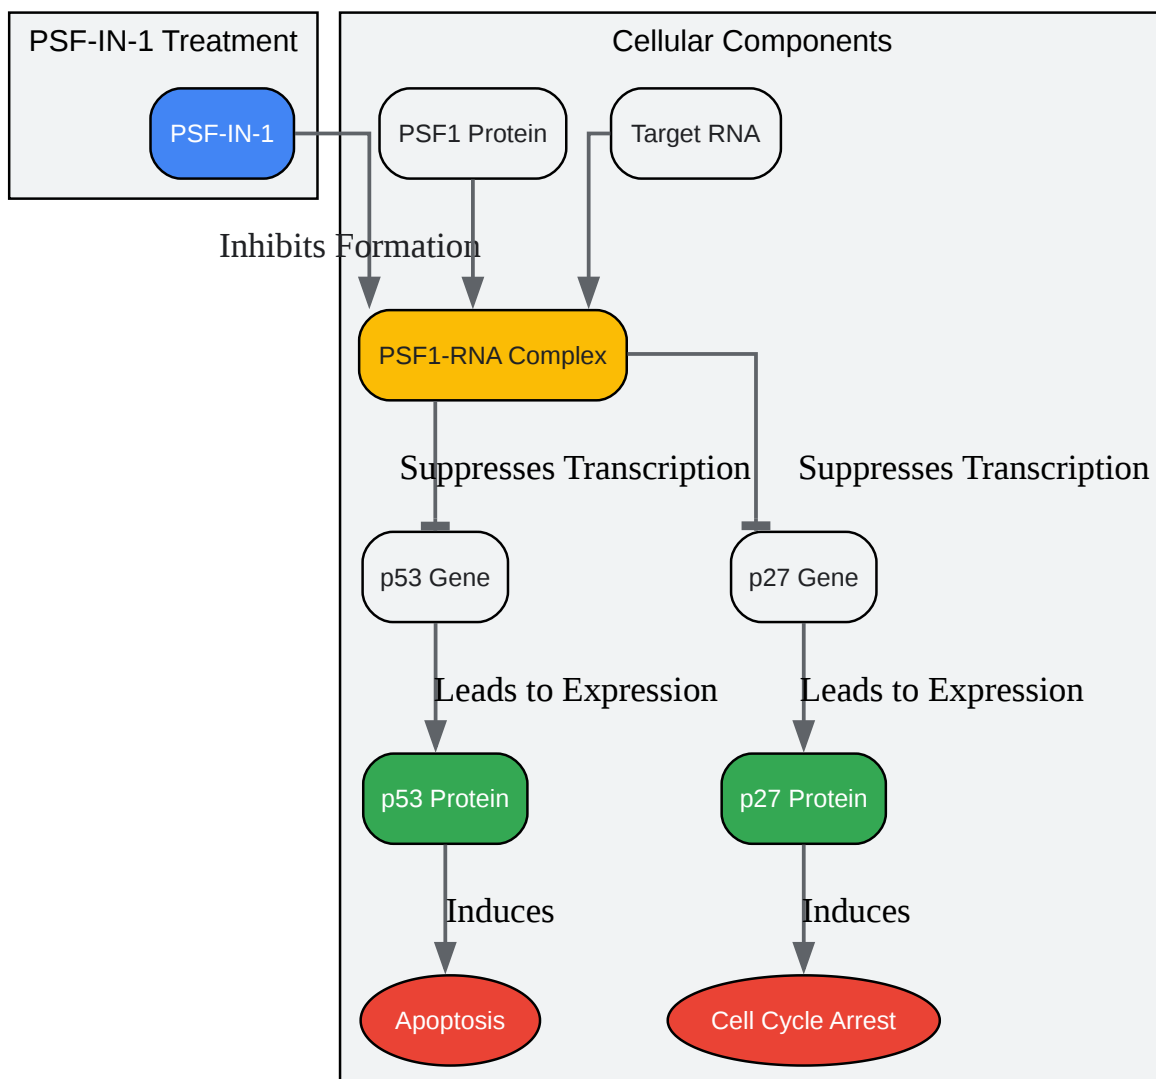 PSF-IN-1 Treatment
Cellular Components
PSF-IN-1
PSF1 Protein
Target RNA
Inhibits Formation
PSF1-RNA Complex
Suppresses Transcription
Suppresses Transcription
p53 Gene
p27 Gene
Leads to Expression
Leads to Expression
p53 Protein
p27 Protein
Induces
Induces
Apoptosis
Cell Cycle Arrest